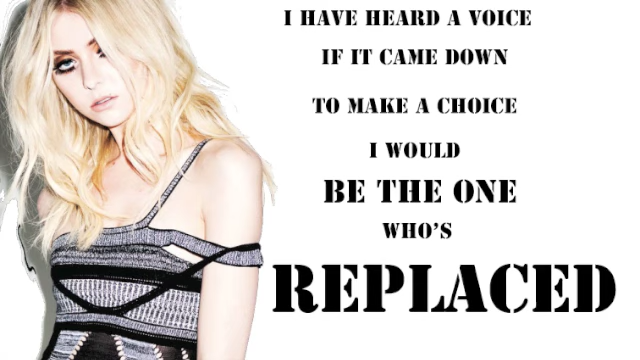 I HAVE HEARD A VOICE
IF IT CAME DOWN
TO MAKE A CHOICE
I WOULD
BE THE ONE
WHO'S
REPLACED